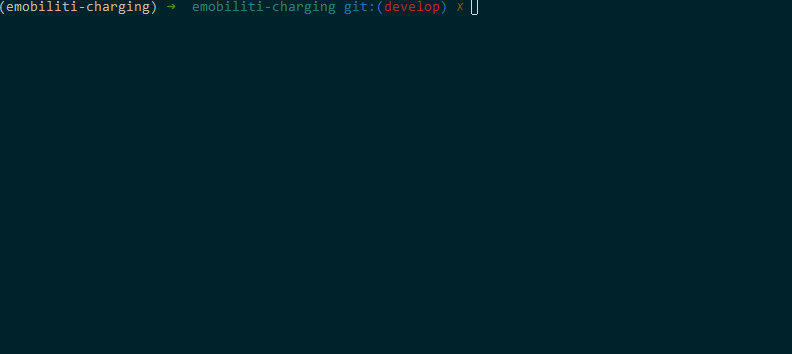 (emobiliti-charging) ➜  emobiliti-charging git:(develop) ✗